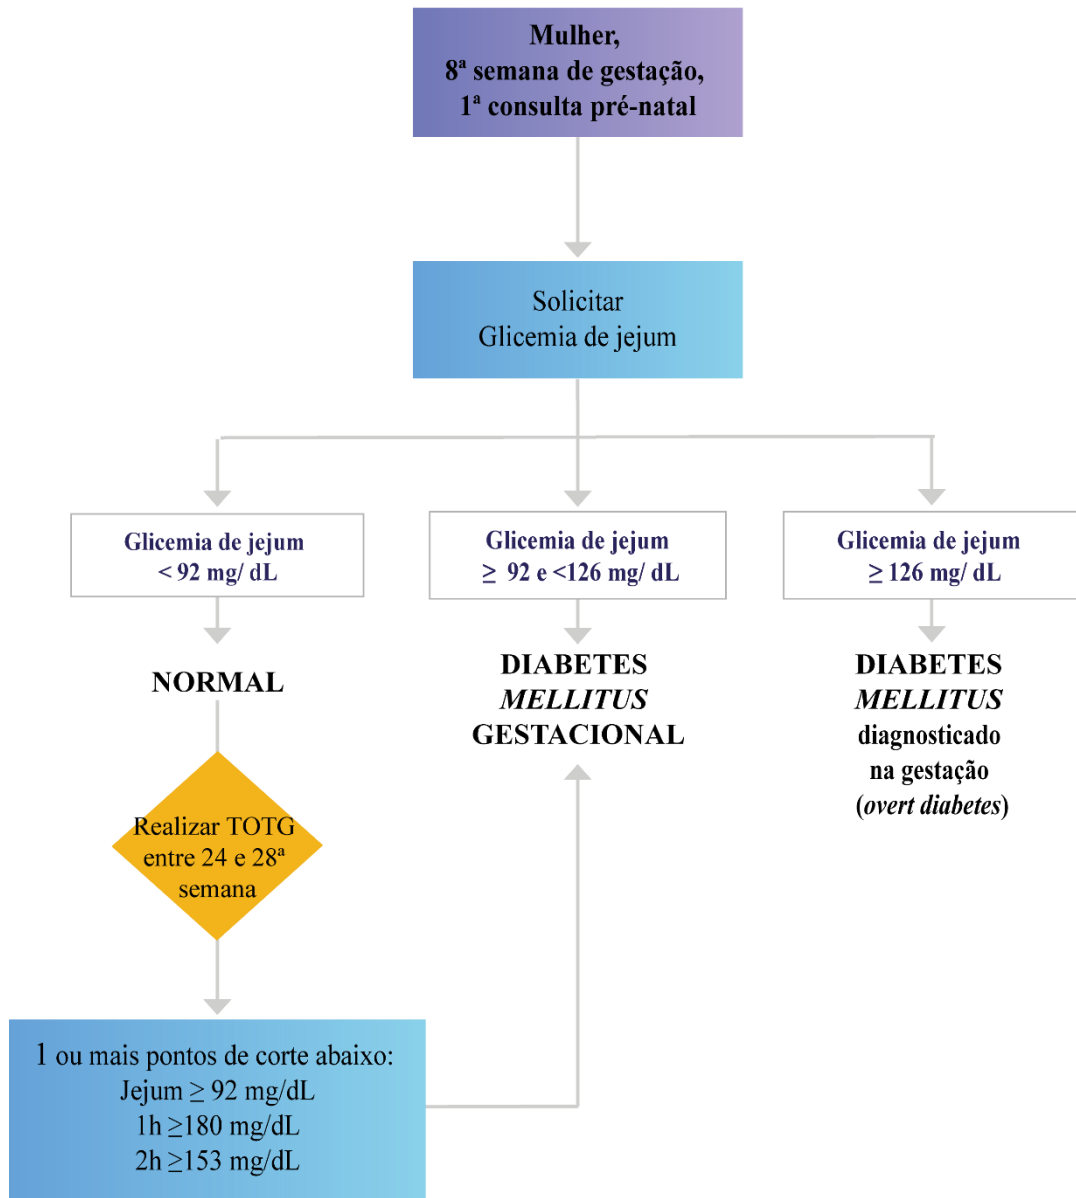 Mulher,
8ª semana de gestação,
1ª consulta pré-natal
Solicitar
Glicemia de jejum
Glicemia de jejum
< 92 mg/ dL
Glicemia de jejum
≥ 92 e <126 mg/ dL
Glicemia de jejum
≥ 126 mg/ dL
NORMAL
DIABETES
MELLITUS
GESTACIONAL
DIABETES
MELLITUS
diagnosticado
na gestação
(overt diabetes)
Realizar TOTG
entre 24 e 28ª
semana
1 ou mais pontos de corte abaixo:
Jejum ≥ 92 mg/dL
1h ≥180 mg/dL
2h ≥153 mg/dL